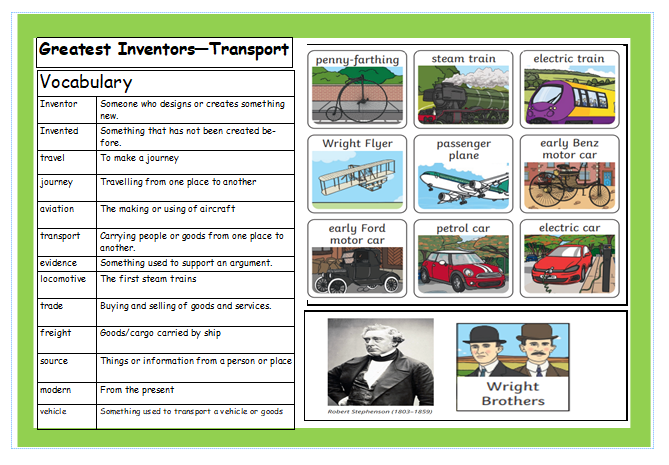 Greatest Inventors—Transport
Vocabulary
Inventor Someone who designs or creates something
new.
Invented Something that has not been created be-
fore.
travel To make a journey
journey Travelling from one place to another
aviation The making or using of aircraft
transport Carrying people or goods from one place to
another.
evidence Something used to support an argument.
locomotive The first steam trains
trade Buying and selling of goods and services.
freight Goods/cargo carried by ship
source Things or information from a person or place
modern From the present
vehicle Something used to transport a vehicle or goods
penny-farthing steam train electric train
Wright Flyer passenger
plane early Benz
motor car
early Ford
motor car petrol car electric car
Robert Stephenson (1803–1859)
Wright
Brothers